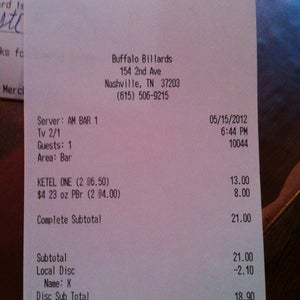 Buffalo Billards
154 2nd Ave
Nashville, TN 37203
(615) 506-9215
Server: AM BAR 1 05/15/2012
Tv 2/1 6:44 PM
Guests: 1 10044
Area: Bar
KETEL ONE (2 @6.50) 13.00
$4 23 oz PBr (2 @4.00) 8.00
Complete Subtotal 21.00
Subtotal 21.00
Local Disc -2.10
Name: X
Disc Sub Total 18.90